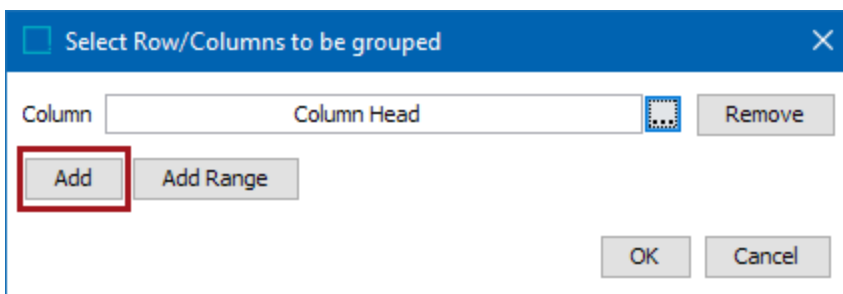 Select Row/Columns to be grouped
Column Column Head ... Remove
Add Add Range
OK Cancel